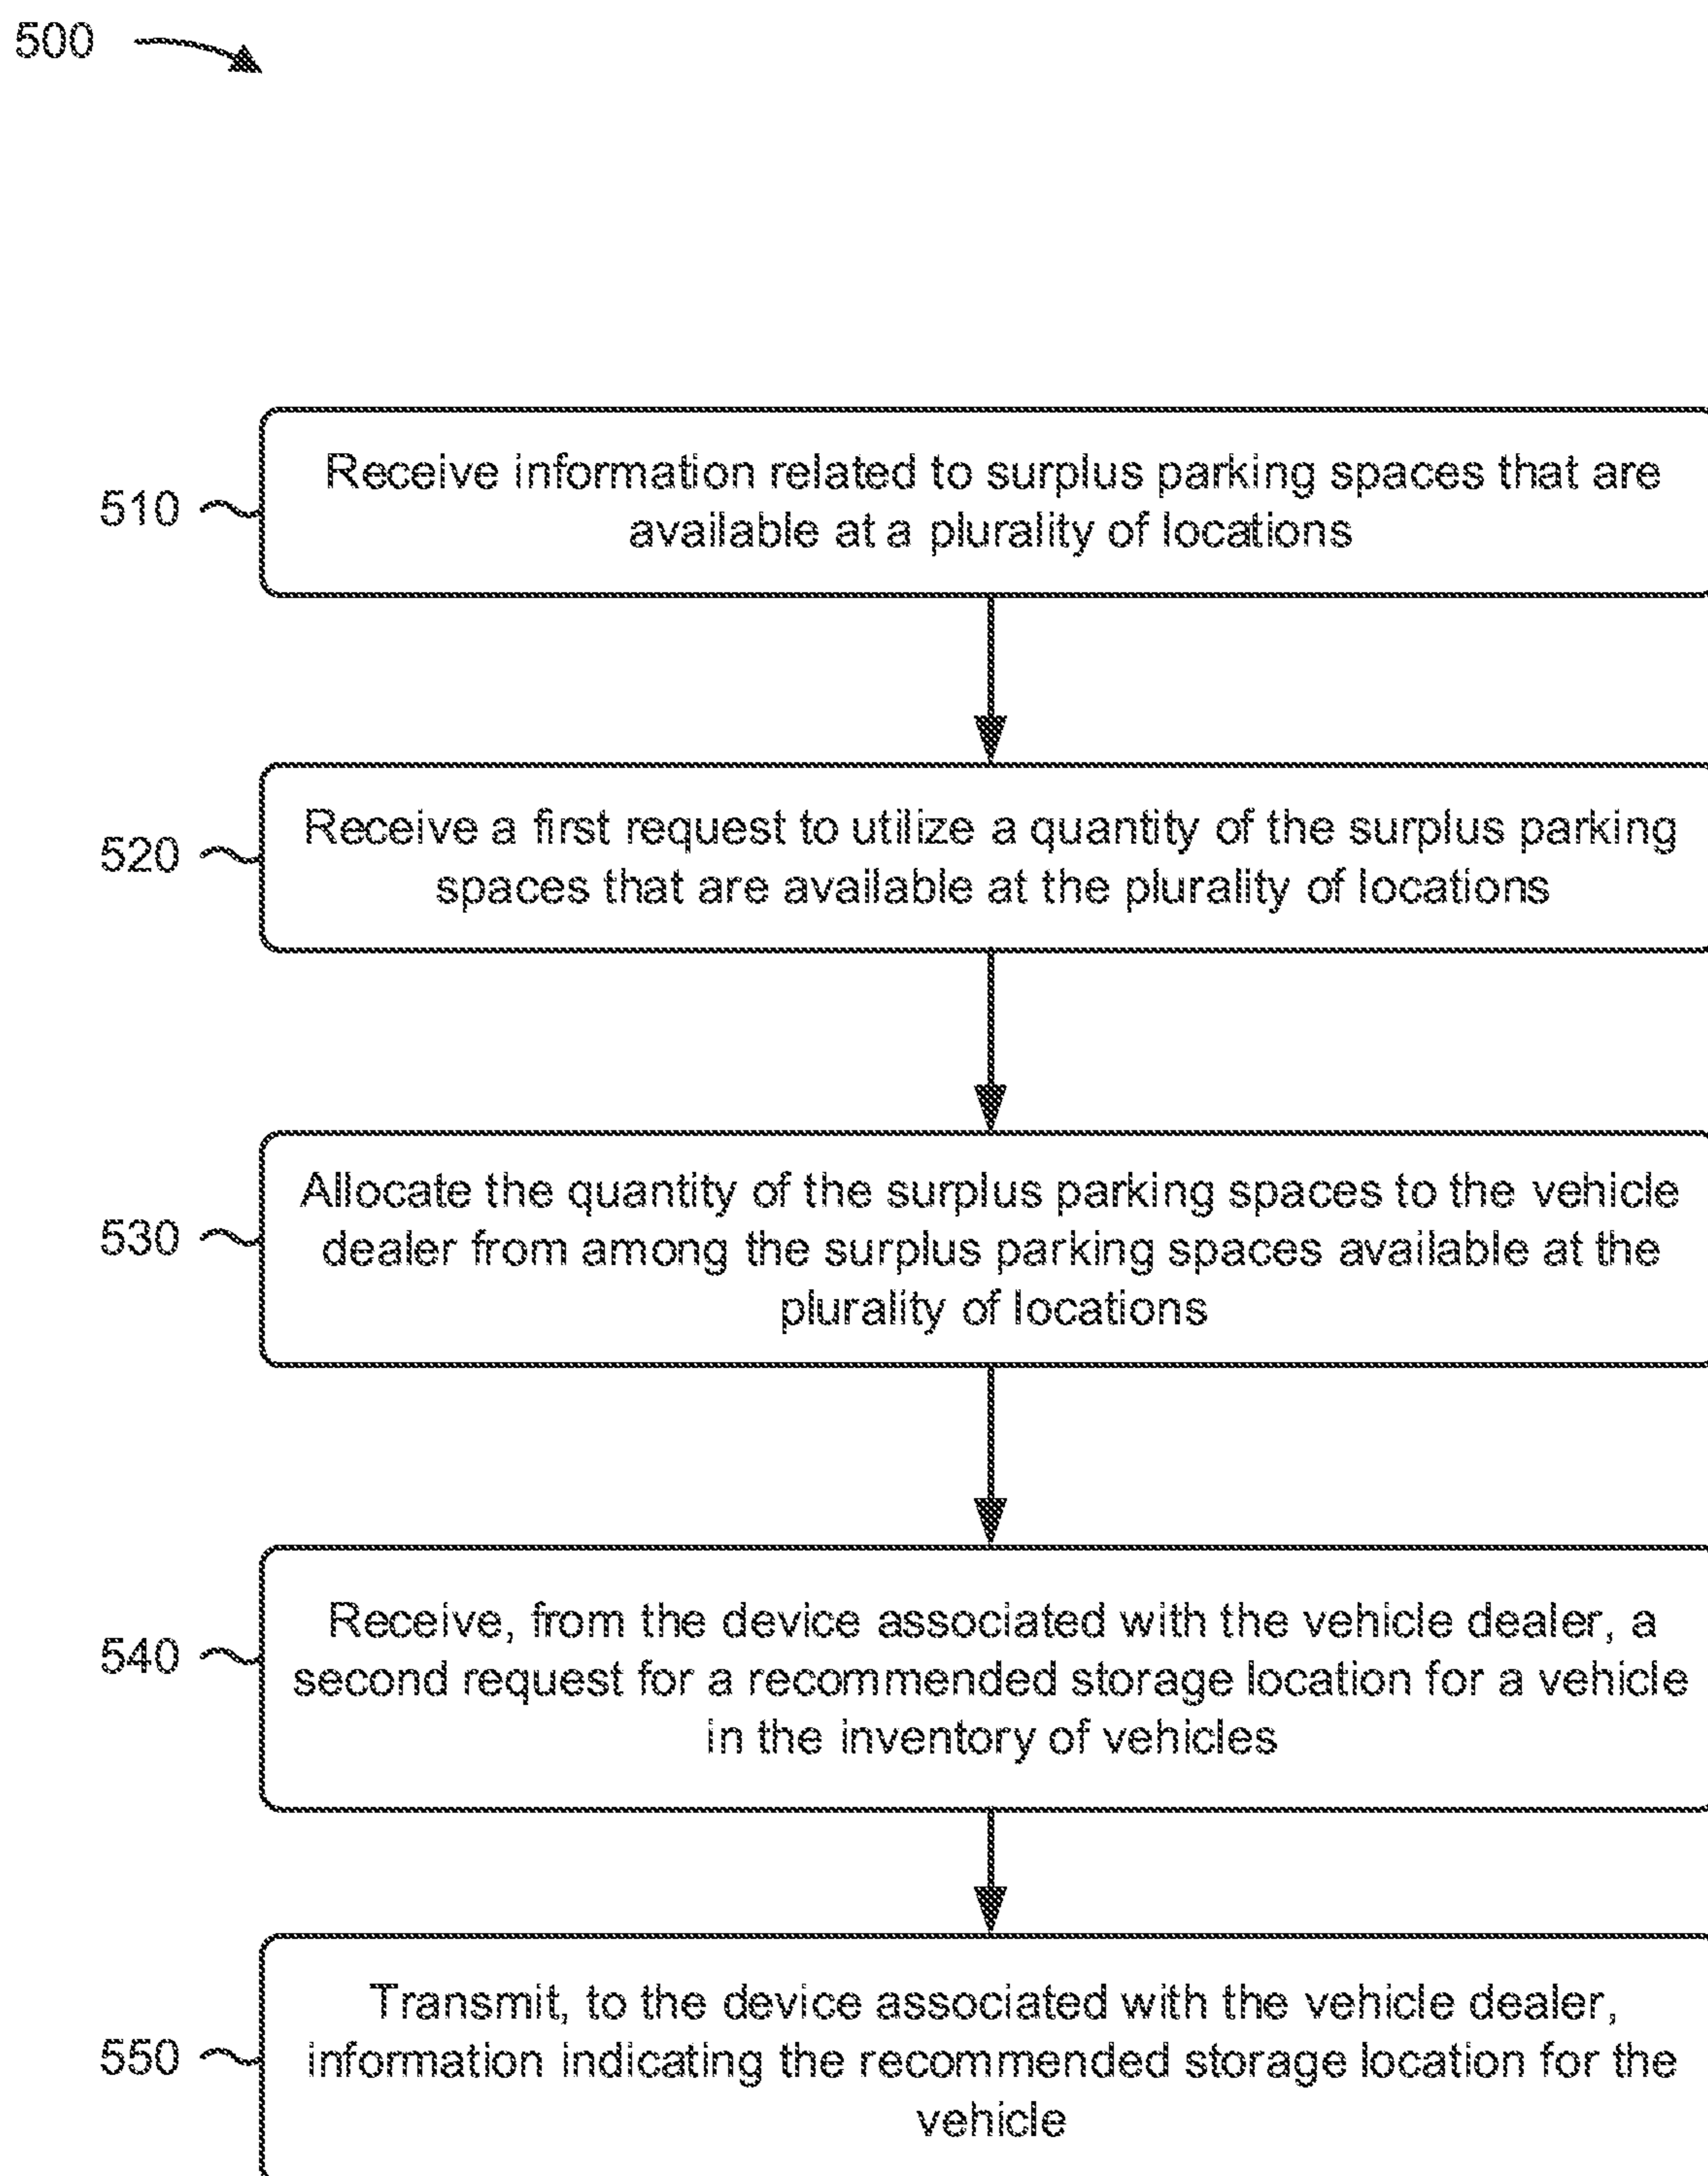 500
510
Receive information related to surplus parking spaces that are
available at a plurality of locations
520
Receive a first request to utilize a quantity of the surplus parking
spaces that are available at the plurality of locations
530
Allocate the quantity of the surplus parking spaces to the vehicle
dealer from among the surplus parking spaces available at the
plurality of locations
540
Receive, from the device associated with the vehicle dealer, a
second request for a recommended storage location for a vehicle
in the inventory of vehicles
550
Transmit, to the device associated with the vehicle dealer,
information indicating the recommended storage location for the
vehicle